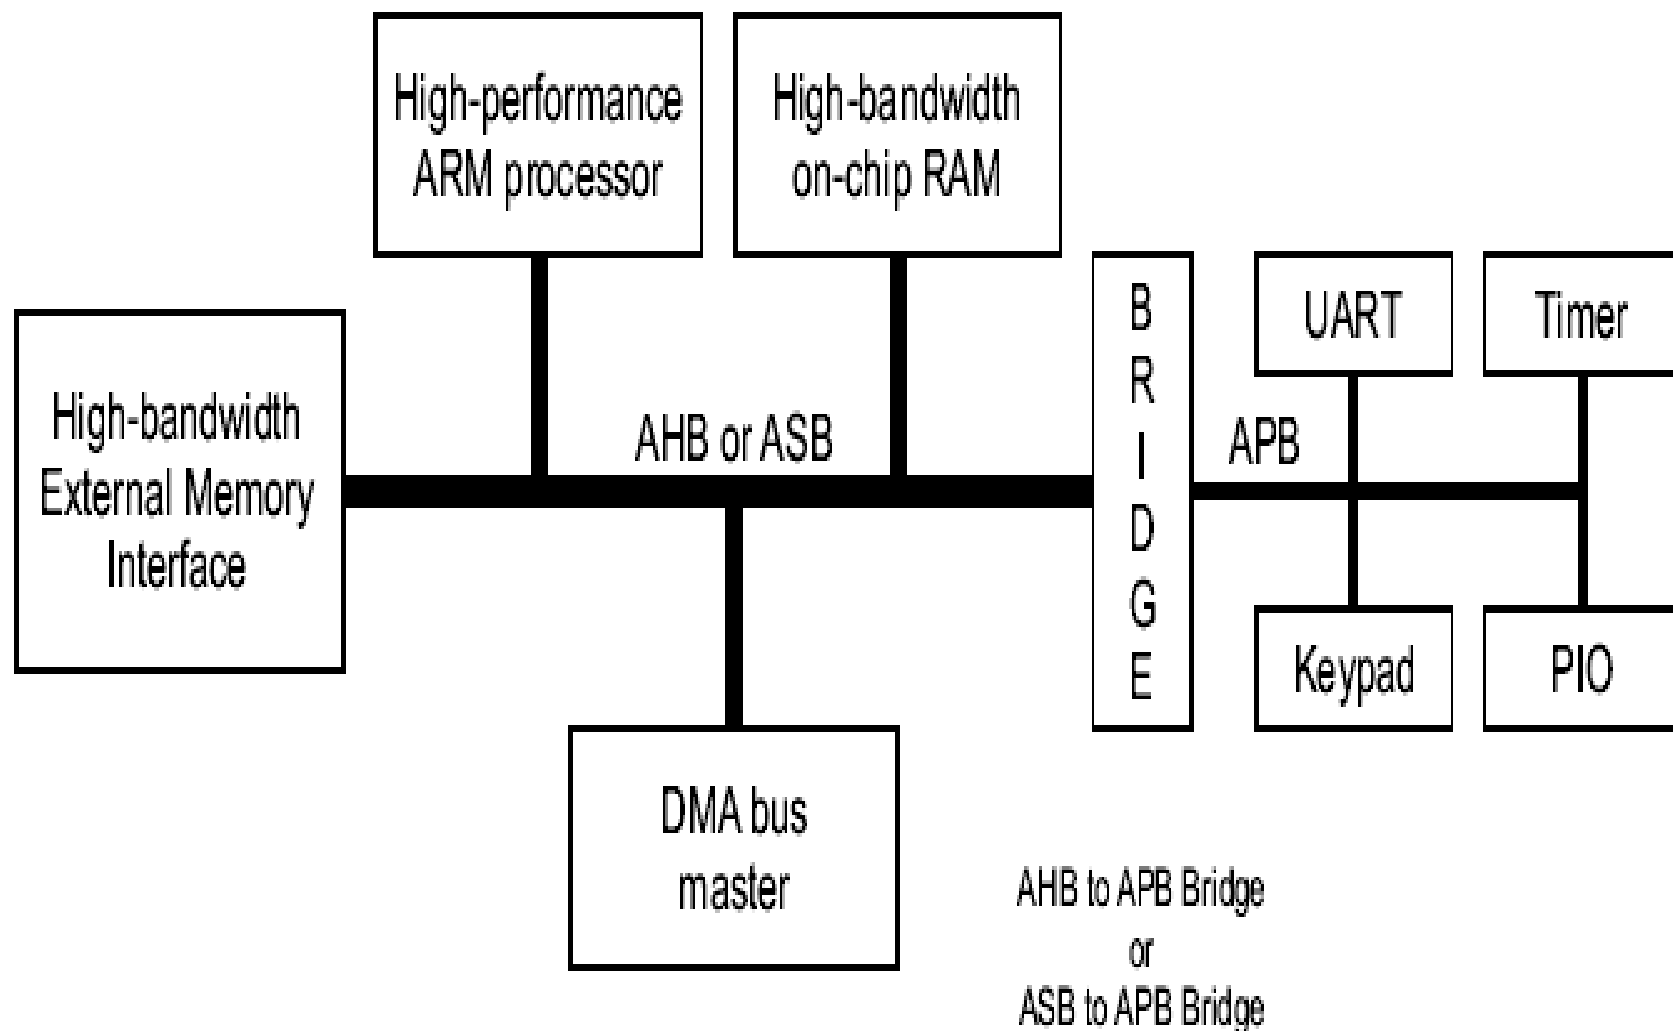 High-performance
ARM processor
High-bandwidth
on-chip RAM
High-bandwidth
External Memory
Interface
AHB or ASB
B
R
I
D
G
E
APB
UART
Timer
Keypad
PIO
DMA bus
master
AHB to APB Bridge
or
ASB to APB Bridge